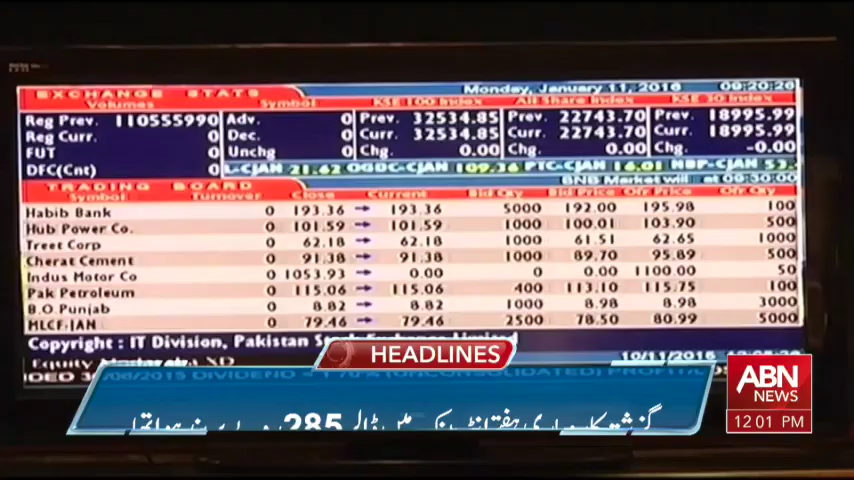 EXCHANGE STATS Monday, January 11, 2016 09:20:26
Volumes Symbol KSE 100 Index All Share Index KSE 30 Index
Reg Prev. 110555990 Adv. 0 Prev. 32534.85 Prev. 22743.70 Prev. 18995.99
Reg Curr. 0 Dec. 0 Curr. 32534.85 Curr. 22743.70 Curr. 18995.99
FUT 0 Unchg 0 Chg. 0.00 Chg. 0.00 Chg. -0.00
DFC(Cnt) 0 L-CJAN 21.62 OGDC-CJAN 109.36 PTC-CJAN 16.01 NBP-CJAN 53.
TRADING BOARD BNB Market will at 09:30:00
Symbol Turnover Close Current Bid Qty Bid Price Ofr Price Ofr Qty
Habib Bank 0 193.36 → 193.36 5000 192.00 195.98 100
Hub Power Co. 0 101.59 → 101.59 1000 100.01 103.90 500
Treet Corp 0 62.18 → 62.18 1000 61.51 62.65 1000
Cherat Cement 0 91.38 → 91.38 1000 89.70 95.89 500
Indus Motor Co 0 1053.93 → 0.00 0 0.00 1100.00 50
Pak Petroleum 0 115.06 → 115.06 400 113.10 115.75 100
B.O.Punjab 0 8.82 → 8.82 1000 8.98 8.98 3000
MLCF-JAN 0 79.46 → 79.46 2500 78.50 80.99 5000
Copyright : IT Division, Pakistan Limited
HEADLINES
10/11/2016
Equity
DIVIDEND (UNCONSOLIDATED)
285
ABN
NEWS
12:01 PM